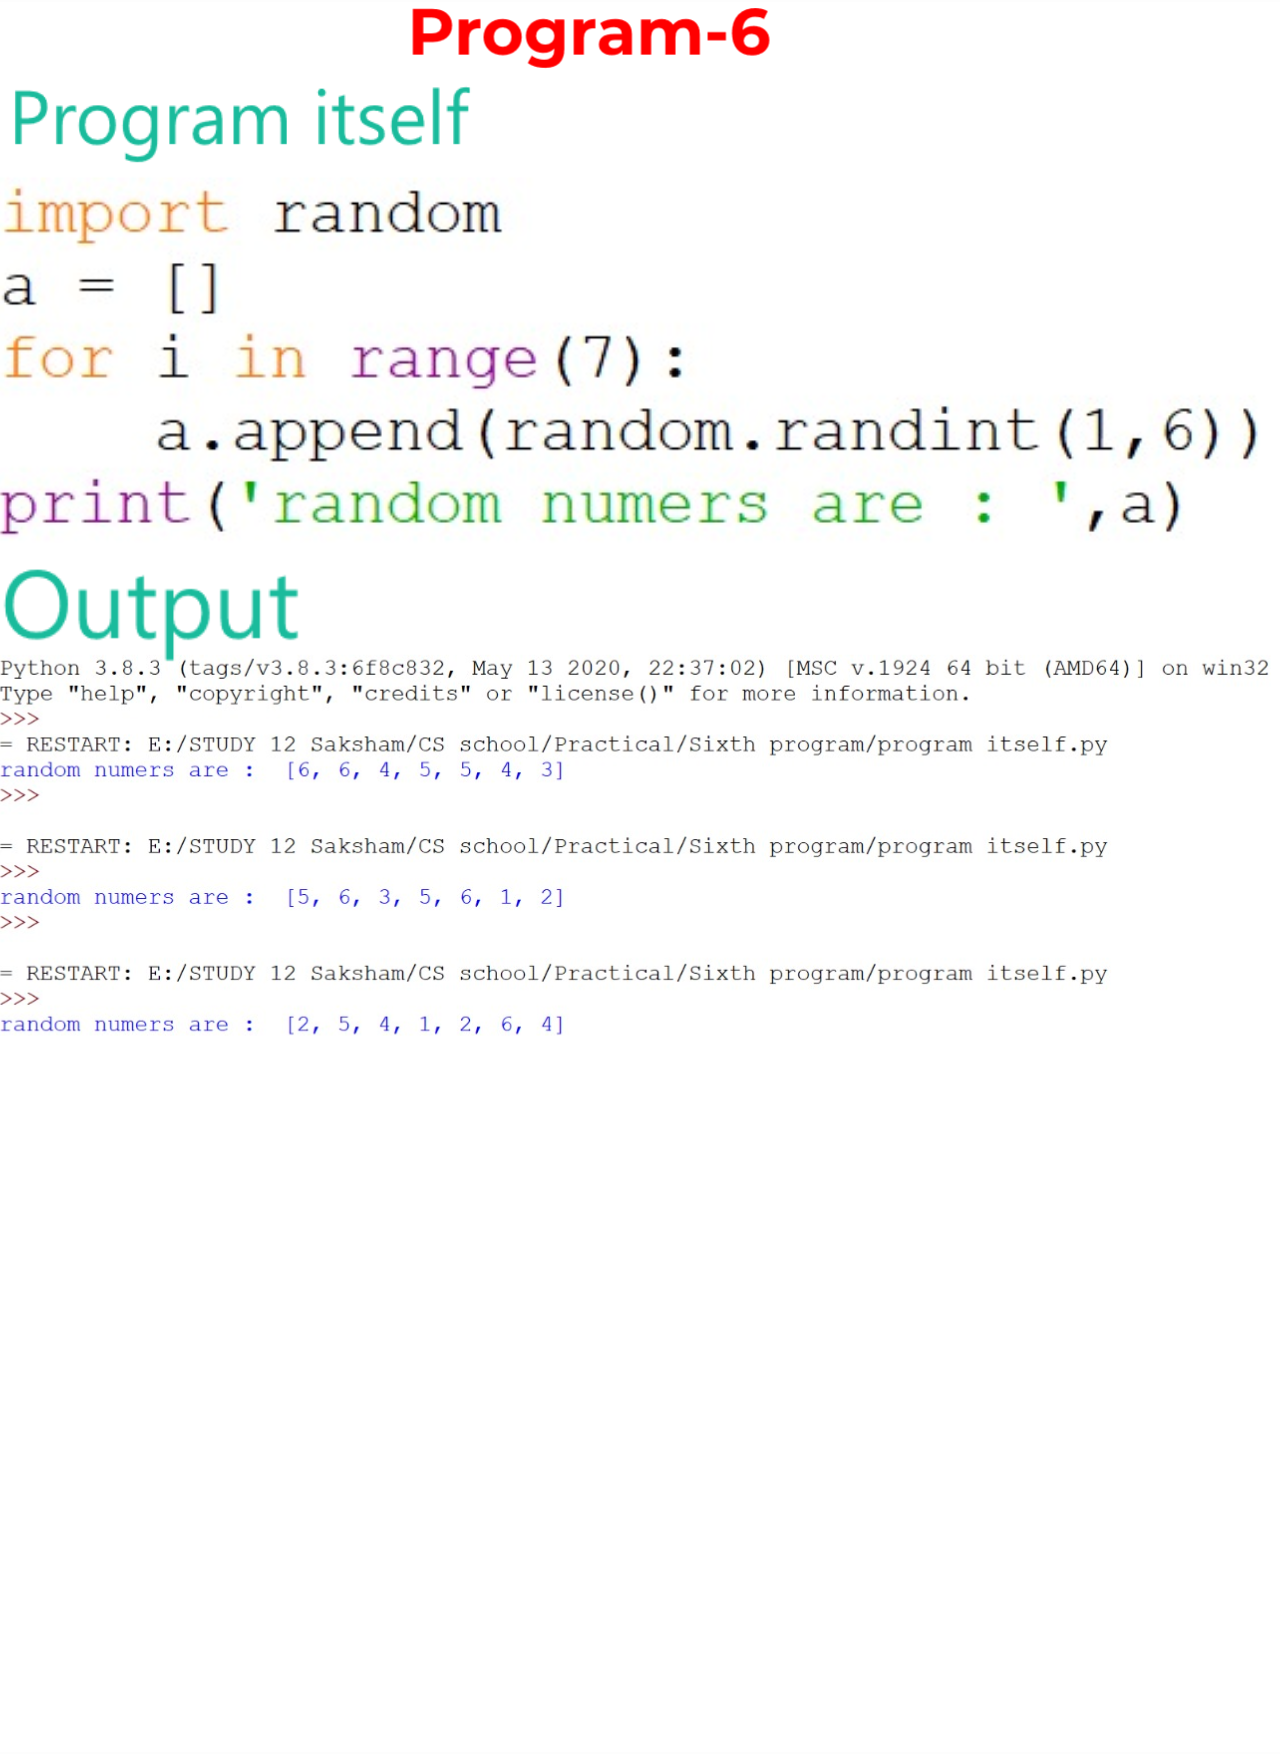 Program-6
Program itself
import random
a = []
for i in range(7):
    a.append(random.randint(1,6))
print('random numers are : ',a)
Output
Python 3.8.3 (tags/v3.8.3:6f8c832, May 13 2020, 22:37:02) [MSC v.1924 64 bit (AMD64)] on win32
Type "help", "copyright", "credits" or "license()" for more information.
>>>
= RESTART: E:/STUDY 12 Saksham/CS school/Practical/Sixth program/program itself.py
random numers are :  [6, 6, 4, 5, 5, 4, 3]
>>>
= RESTART: E:/STUDY 12 Saksham/CS school/Practical/Sixth program/program itself.py
>>>
random numers are :  [5, 6, 3, 5, 6, 1, 2]
>>>
= RESTART: E:/STUDY 12 Saksham/CS school/Practical/Sixth program/program itself.py
>>>
random numers are :  [2, 5, 4, 1, 2, 6, 4]